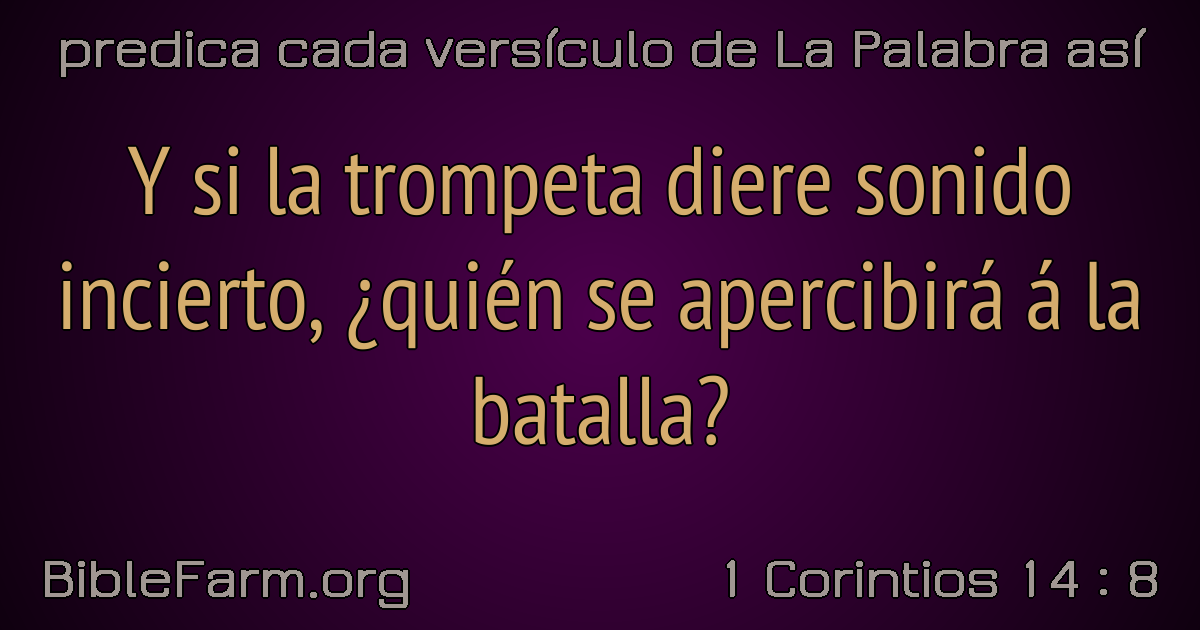 predica cada versículo de La Palabra así
Y si la trompeta diere sonido
incierto, ¿quién se apercibirá á la
batalla?
BibleFarm.org
1 Corintios 14 : 8